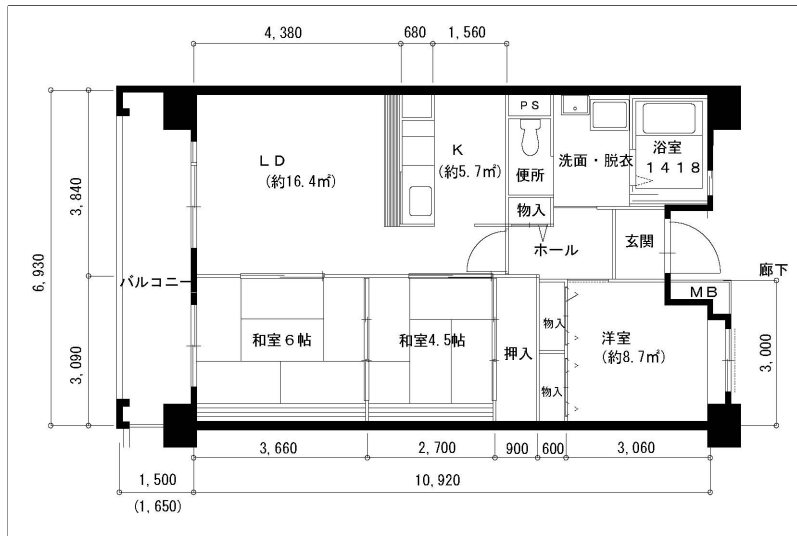 4,380
680
1,560
LD
(約16.4㎡)
K
(約5.7㎡)
PS
便所
物入
洗面・脱衣
浴室
1418
ホール
玄関
廊下
MB
バルコニー
和室6帖
和室4.5帖
押入
物入
物入
洋室
(約8.7㎡)
6,930
3,840
3,090
3,000
3,660
2,700
900
600
3,060
1,500
(1,650)
10,920